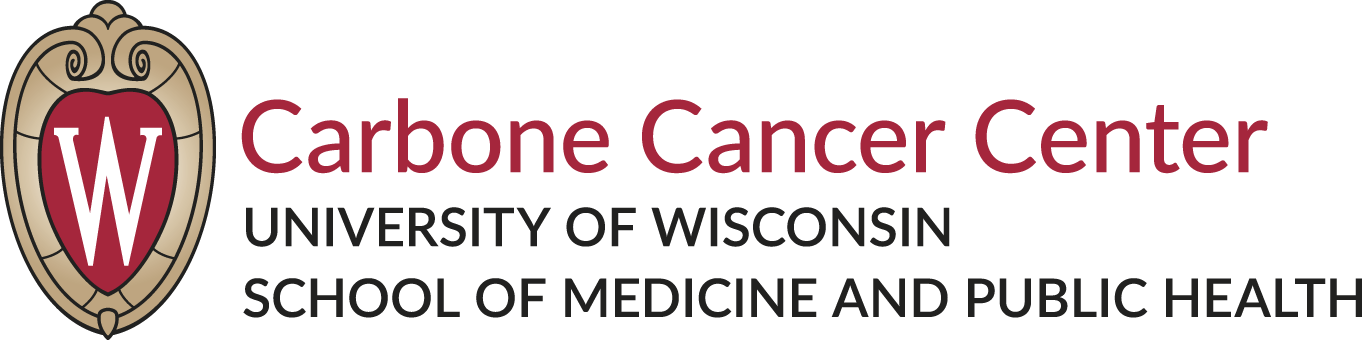 W
Carbone Cancer Center
UNIVERSITY OF WISCONSIN
SCHOOL OF MEDICINE AND PUBLIC HEALTH